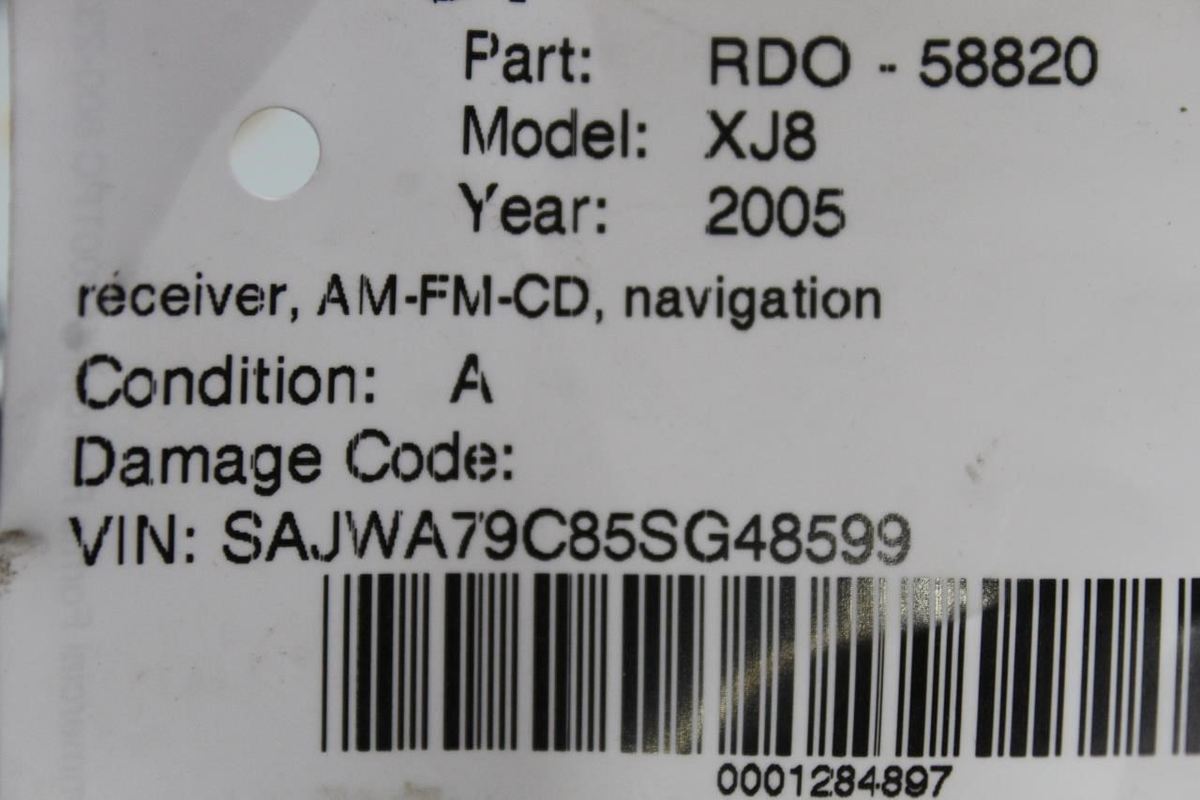 Part: RDO - 58820
Model: XJ8
Year: 2005
receiver, AM-FM-CD, navigation
Condition: A
Damage Code:
VIN: SAJWA79C85SG48599
0001284897